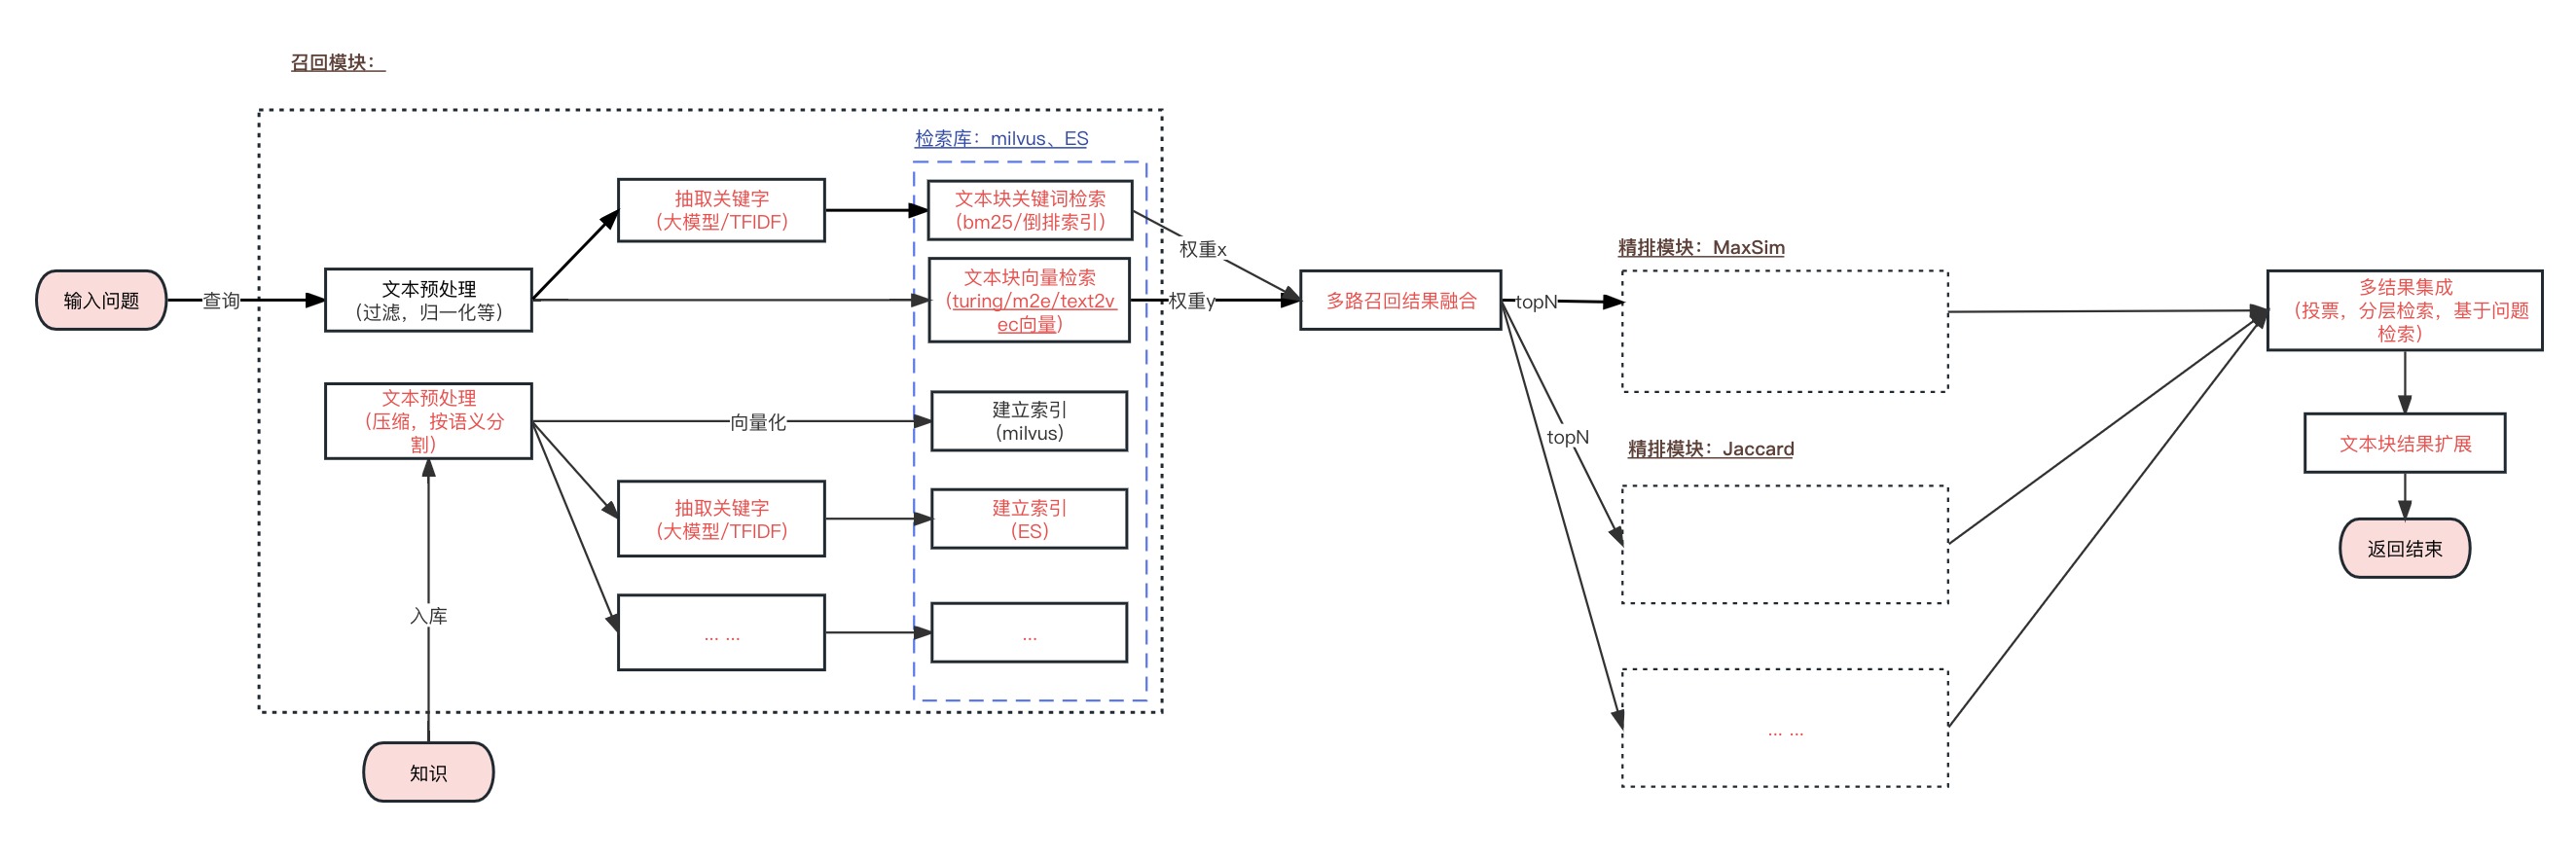 召回模块：
检索库：milvus、ES
抽取关键字
（大模型/TFIDF）
文本块关键词检索
（bm25/倒排索引）
权重x
输入问题
查询
文本预处理
（过滤，归一化等）
文本块向量检索
（turing/m2e/text2v
ec向量）
权重y
多路召回结果融合
topN
精排模块：MaxSim
多结果集成
（投票，分层检索，基于问题
检索）
文本预处理
（压缩，按语义分
割）
向量化
建立索引
(milvus)
topN
精排模块：Jaccard
文本块结果扩展
抽取关键字
（大模型/TFIDF）
建立索引
（ES）
返回结束
入库
... ...
...
... ...
知识